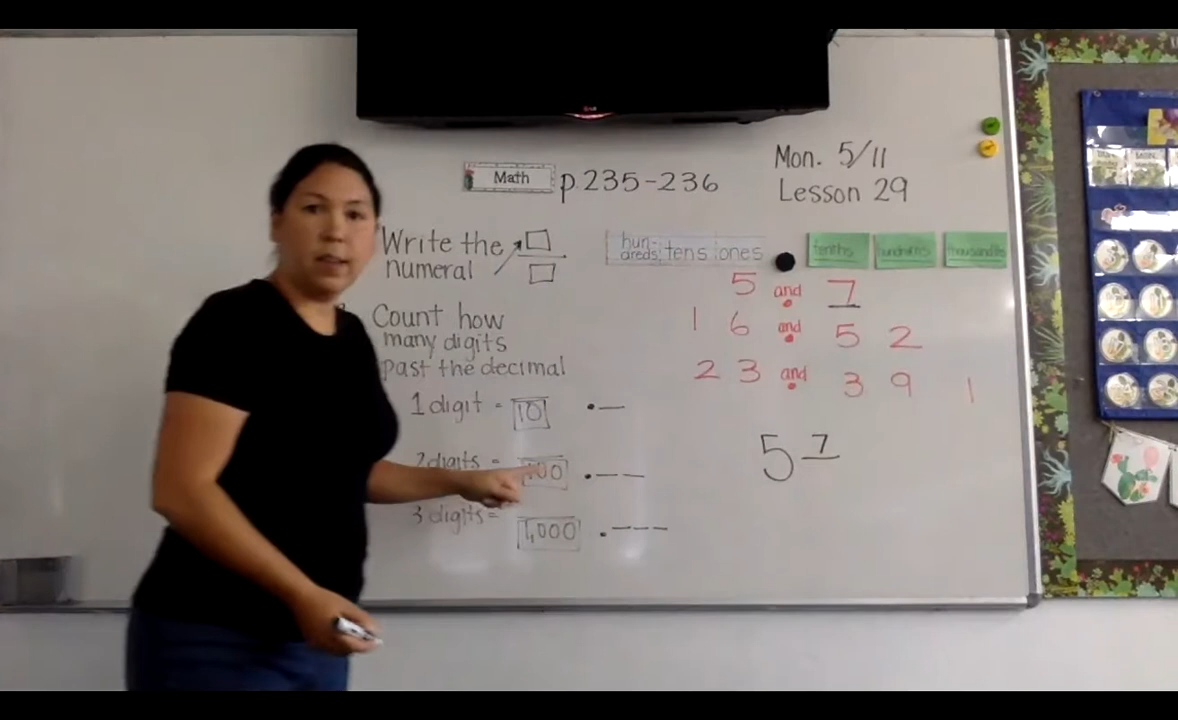 Math p. 235-236
Mon. 5/11
Lesson 29
Write the
numeral
Count how
many digits
past the decimal
1 digit = 10 . _
2 digits = 100 . _ _
3 digits = 1,000 . _ _ _
hun-
dreds tens ones tenths hundredths thousandths
5 and 7
1 6 and 5 2
2 3 and 3 9 1
5 7